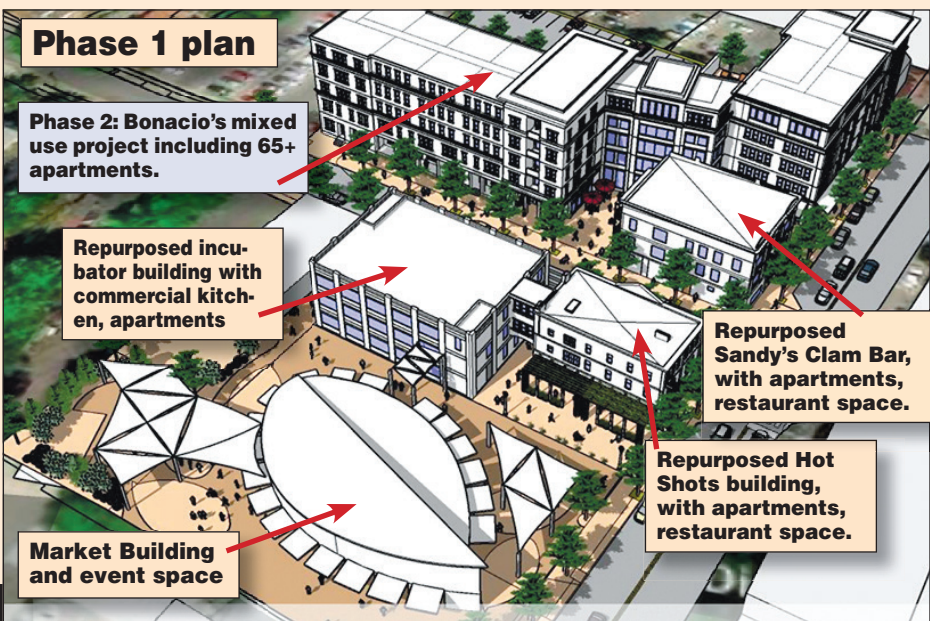 Phase 1 plan
Phase 2: Bonacio's mixed
use project including 65+
apartments.
Repurposed incu-
bator building with
commercial kitch-
en, apartments
Repurposed
Sandy's Clam Bar,
with apartments,
restaurant space.
Repurposed Hot
Shots building,
with apartments,
restaurant space.
Market Building
and event space